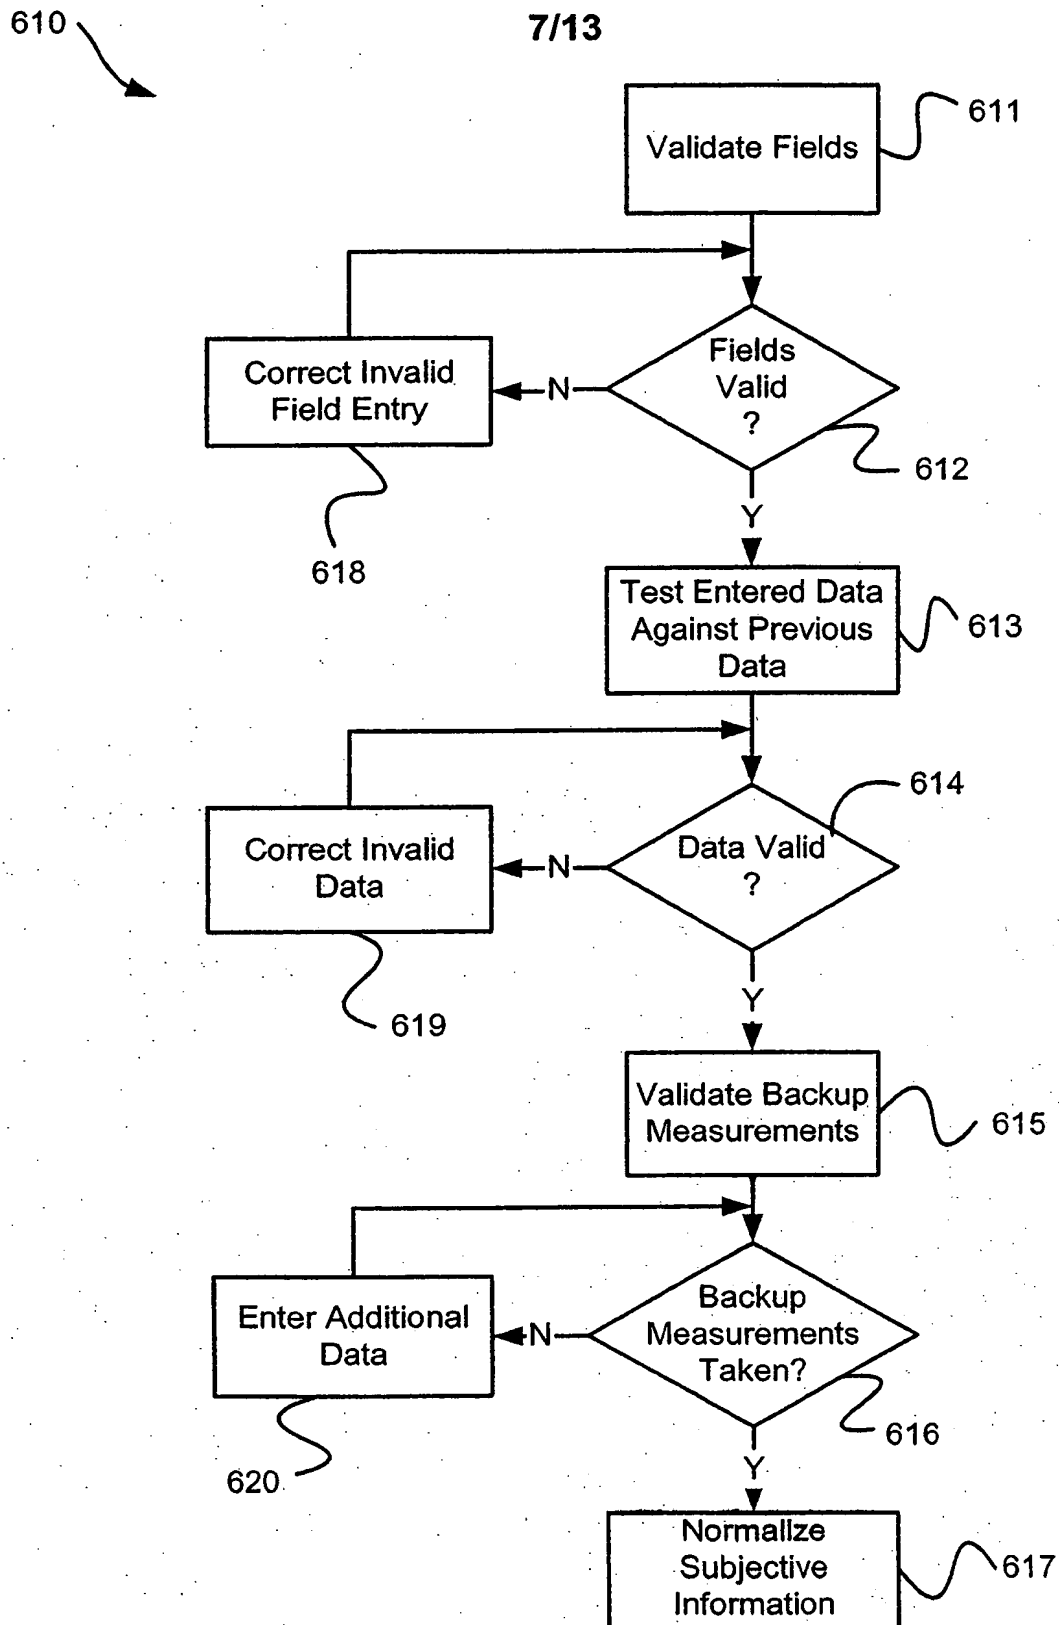 610
7/13
Validate Fields
611
Correct Invalid
Field Entry
N
Fields
Valid
?
612
618
Y
Test Entered Data
Against Previous
Data
613
614
Correct Invalid
Data
N
Data Valid
?
619
Y
Validate Backup
Measurements
615
Enter Additional
Data
N
Backup
Measurements
Taken?
616
620
Y
Normalize
Subjective
Information
617